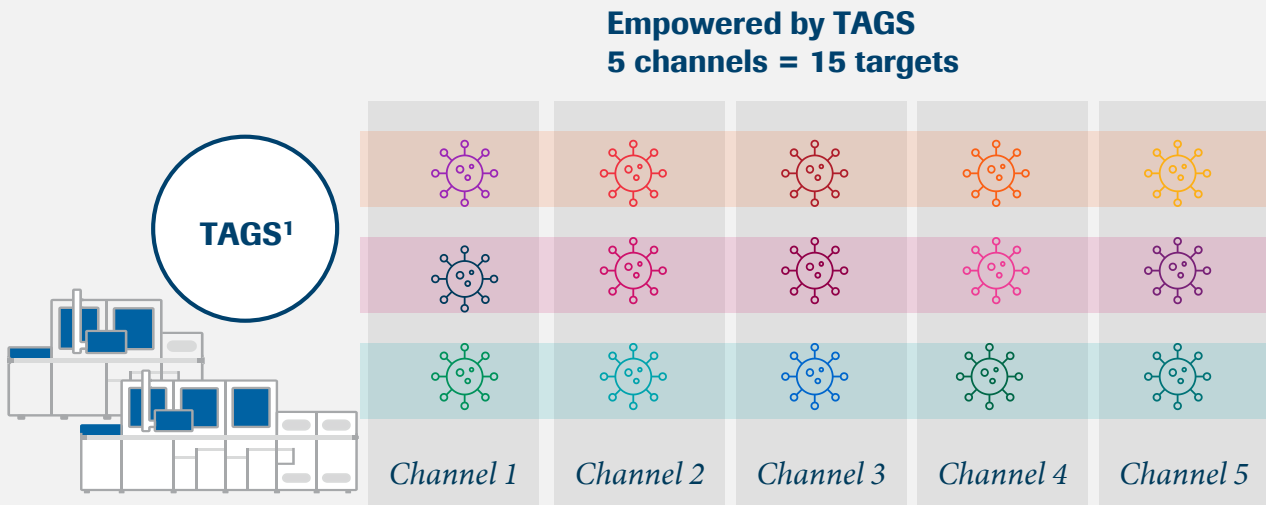 Empowered by TAGS
5 channels = 15 targets
TAGS¹
Channel 1
Channel 2
Channel 3
Channel 4
Channel 5